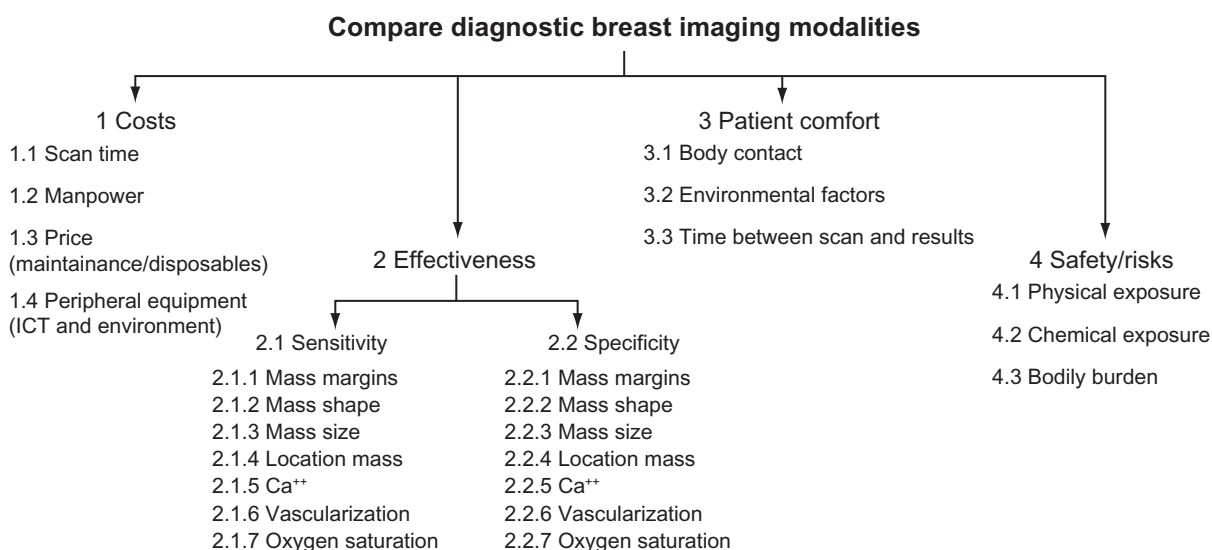 Compare diagnostic breast imaging modalities
1 Costs
1.1 Scan time
1.2 Manpower
1.3 Price
(maintainance/disposables)
1.4 Peripheral equipment
(ICT and environment)
2 Effectiveness
2.1 Sensitivity
2.1.1 Mass margins
2.1.2 Mass shape
2.1.3 Mass size
2.1.4 Location mass
2.1.5 Ca⁺⁺
2.1.6 Vascularization
2.1.7 Oxygen saturation
2.2 Specificity
2.2.1 Mass margins
2.2.2 Mass shape
2.2.3 Mass size
2.2.4 Location mass
2.2.5 Ca⁺⁺
2.2.6 Vascularization
2.2.7 Oxygen saturation
3 Patient comfort
3.1 Body contact
3.2 Environmental factors
3.3 Time between scan and results
4 Safety/risks
4.1 Physical exposure
4.2 Chemical exposure
4.3 Bodily burden